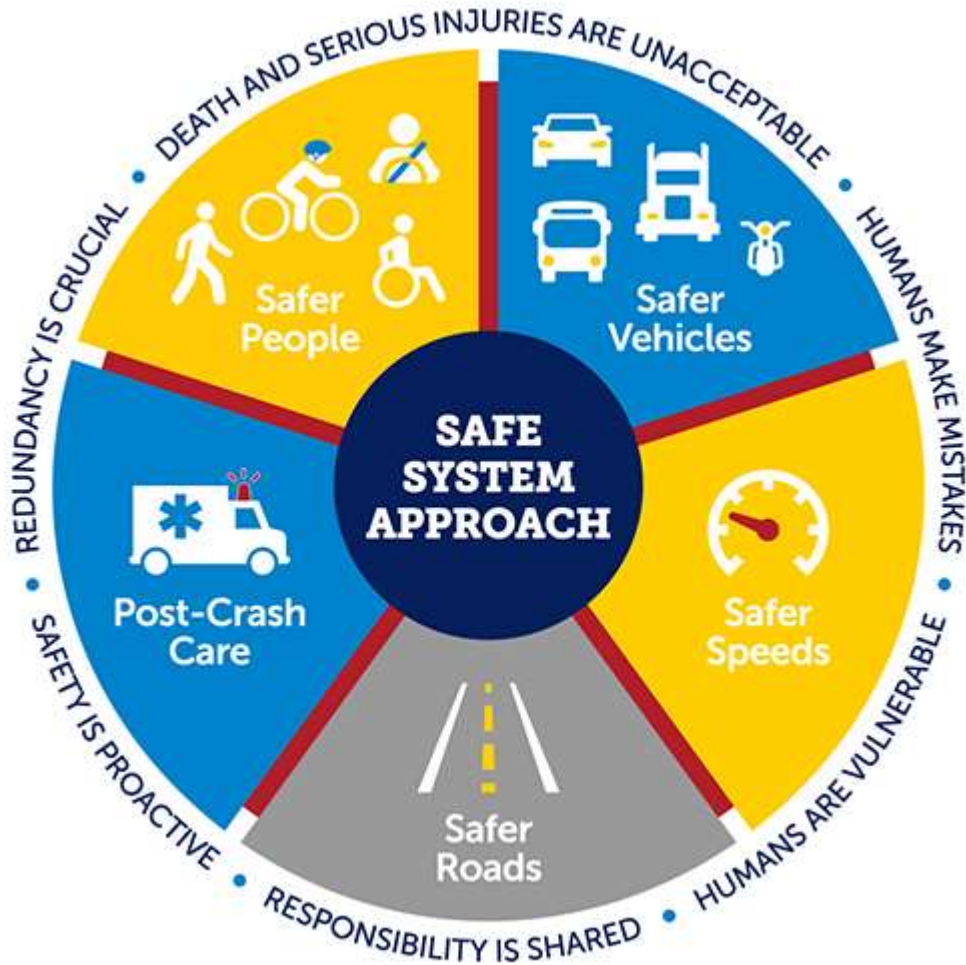 DEATH AND SERIOUS INJURIES ARE UNACCEPTABLE
HUMANS MAKE MISTAKES
HUMANS ARE VULNERABLE
RESPONSIBILITY IS SHARED
SAFETY IS PROACTIVE
REDUNDANCY IS CRUCIAL
Safer
People
Safer
Vehicles
SAFE
SYSTEM
APPROACH
Post-Crash
Care
Safer
Speeds
Safer
Roads